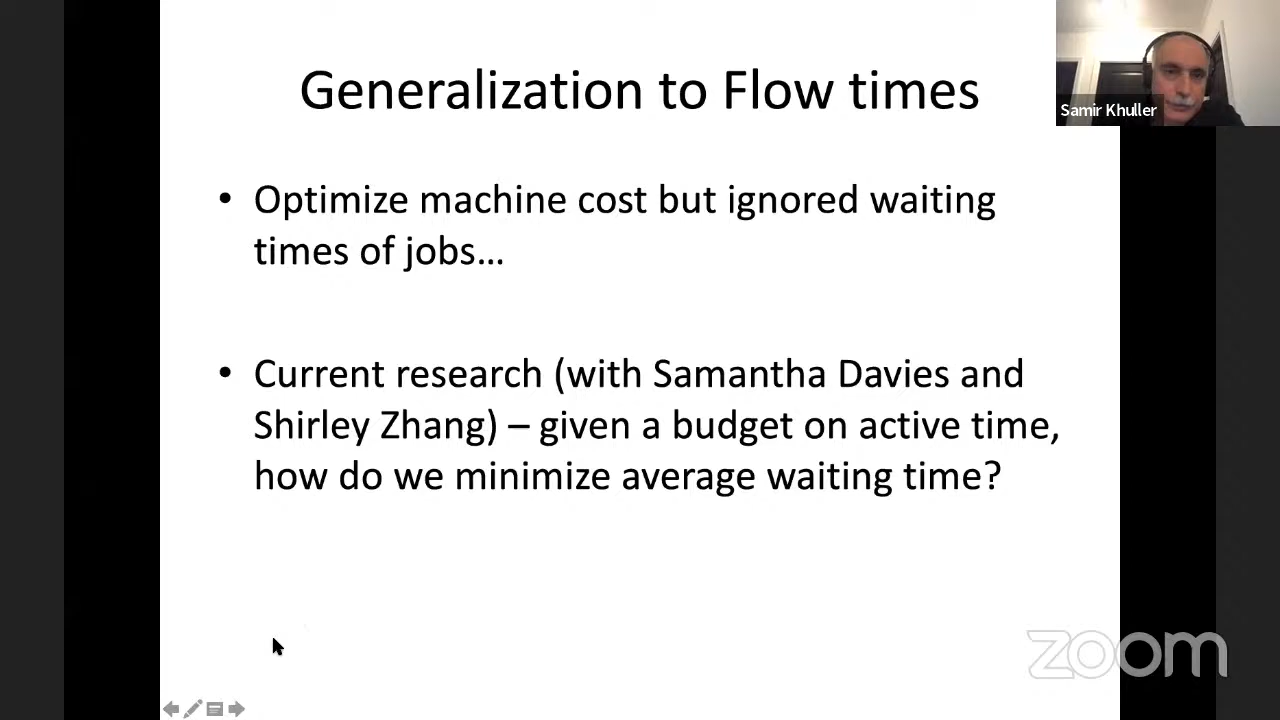 Generalization to Flow times
Samir Khuller
• Optimize machine cost but ignored waiting
times of jobs…
• Current research (with Samantha Davies and
Shirley Zhang) – given a budget on active time,
how do we minimize average waiting time?
zoom